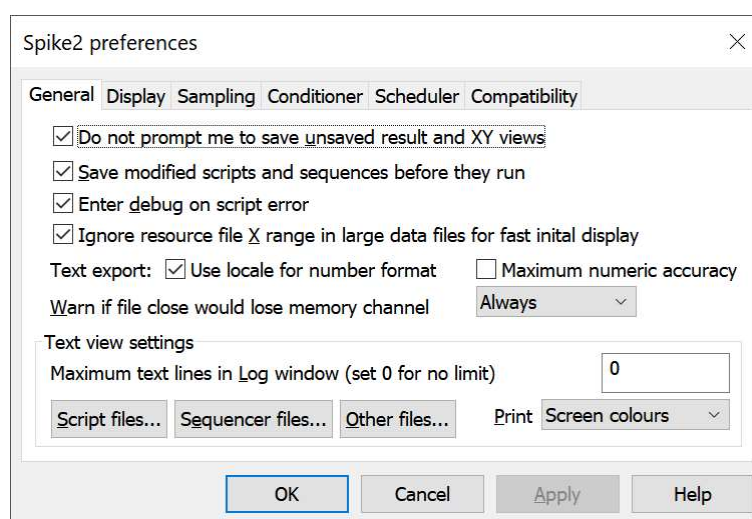 Spike2 preferences
General Display Sampling Conditioner Scheduler Compatibility
Do not prompt me to save unsaved result and XY views
Save modified scripts and sequences before they run
Enter debug on script error
Ignore resource file X range in large data files for fast inital display
Text export: Use locale for number format Maximum numeric accuracy
Warn if file close would lose memory channel Always
Text view settings
Maximum text lines in Log window (set 0 for no limit) 0
Script files... Sequencer files... Other files... Print Screen colours
OK Cancel Apply Help